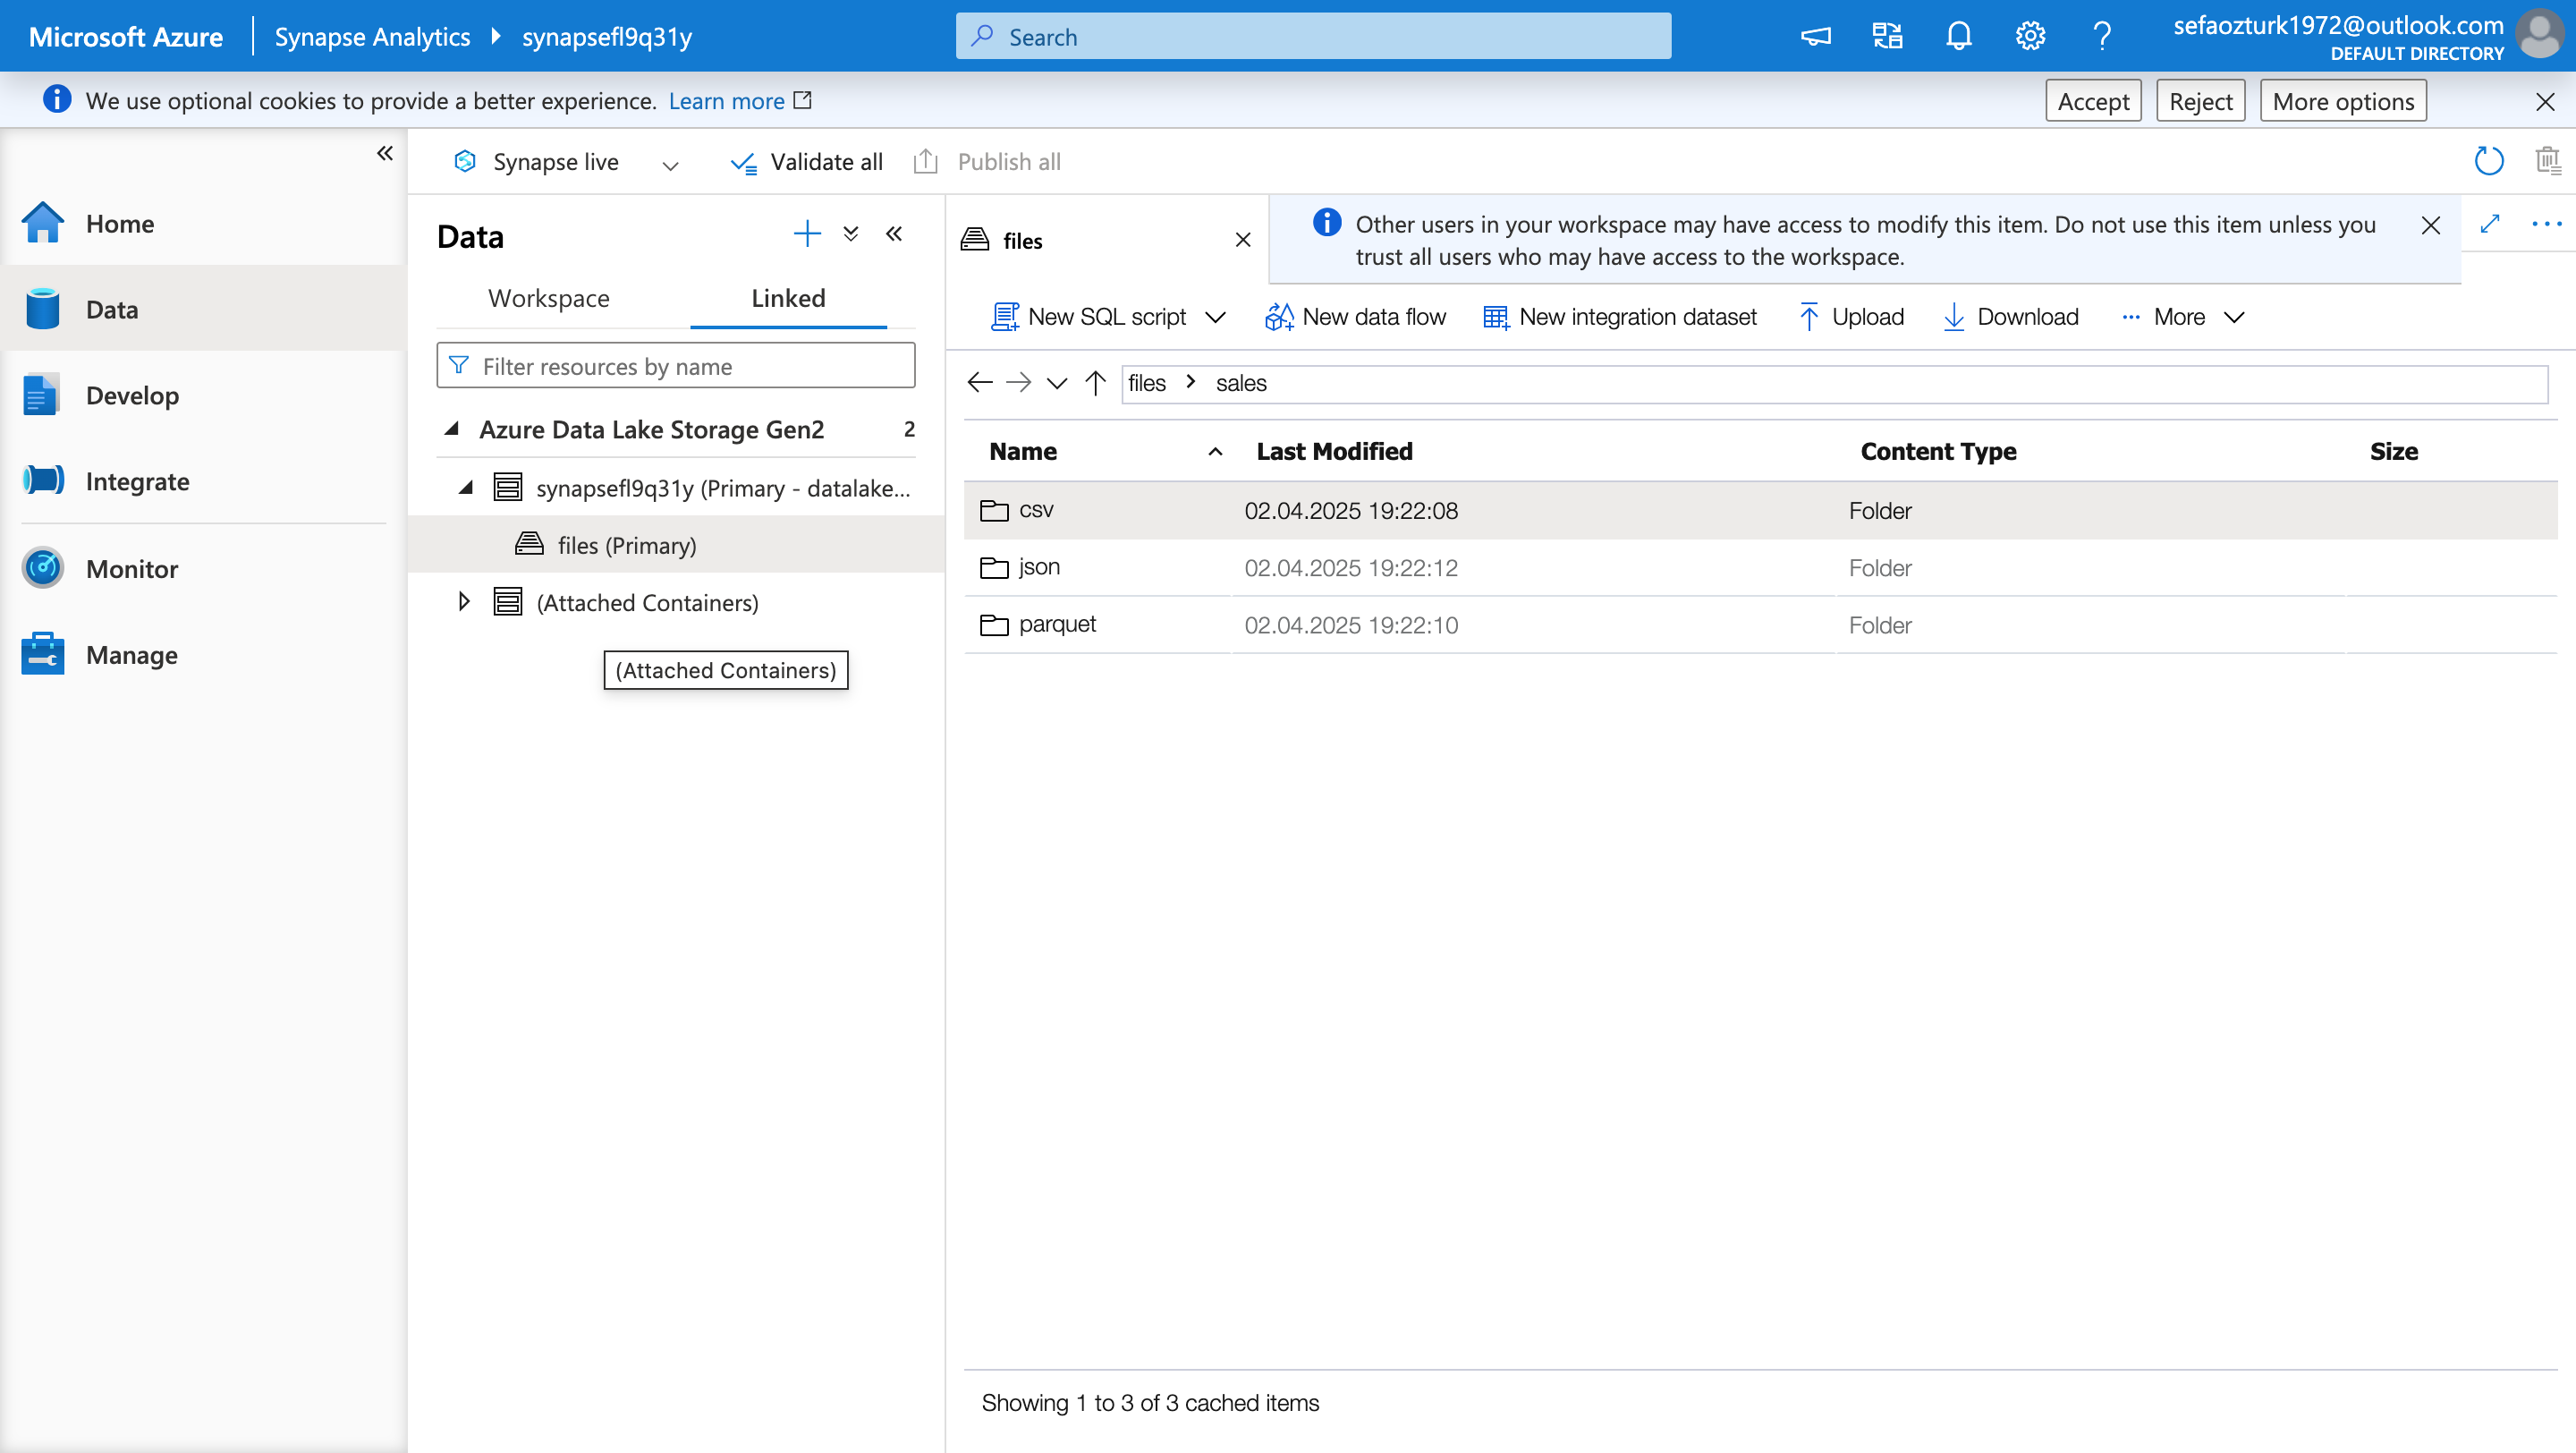 Microsoft Azure
Synapse Analytics
synapsefl9q31y
Search
sefaozturk1972@outlook.com
DEFAULT DIRECTORY
We use optional cookies to provide a better experience. Learn more
Accept
Reject
More options
Synapse live
Validate all
Publish all
Home
Data
Develop
Integrate
Monitor
Manage
Data
Workspace
Linked
Filter resources by name
Azure Data Lake Storage Gen2 2
synapsefl9q31y (Primary - datalake...
files (Primary)
(Attached Containers)
(Attached Containers)
files
Other users in your workspace may have access to modify this item. Do not use this item unless you
trust all users who may have access to the workspace.
New SQL script
New data flow
New integration dataset
Upload
Download
More
files > sales
Name Last Modified Content Type Size
csv 02.04.2025 19:22:08 Folder
json 02.04.2025 19:22:12 Folder
parquet 02.04.2025 19:22:10 Folder
Showing 1 to 3 of 3 cached items